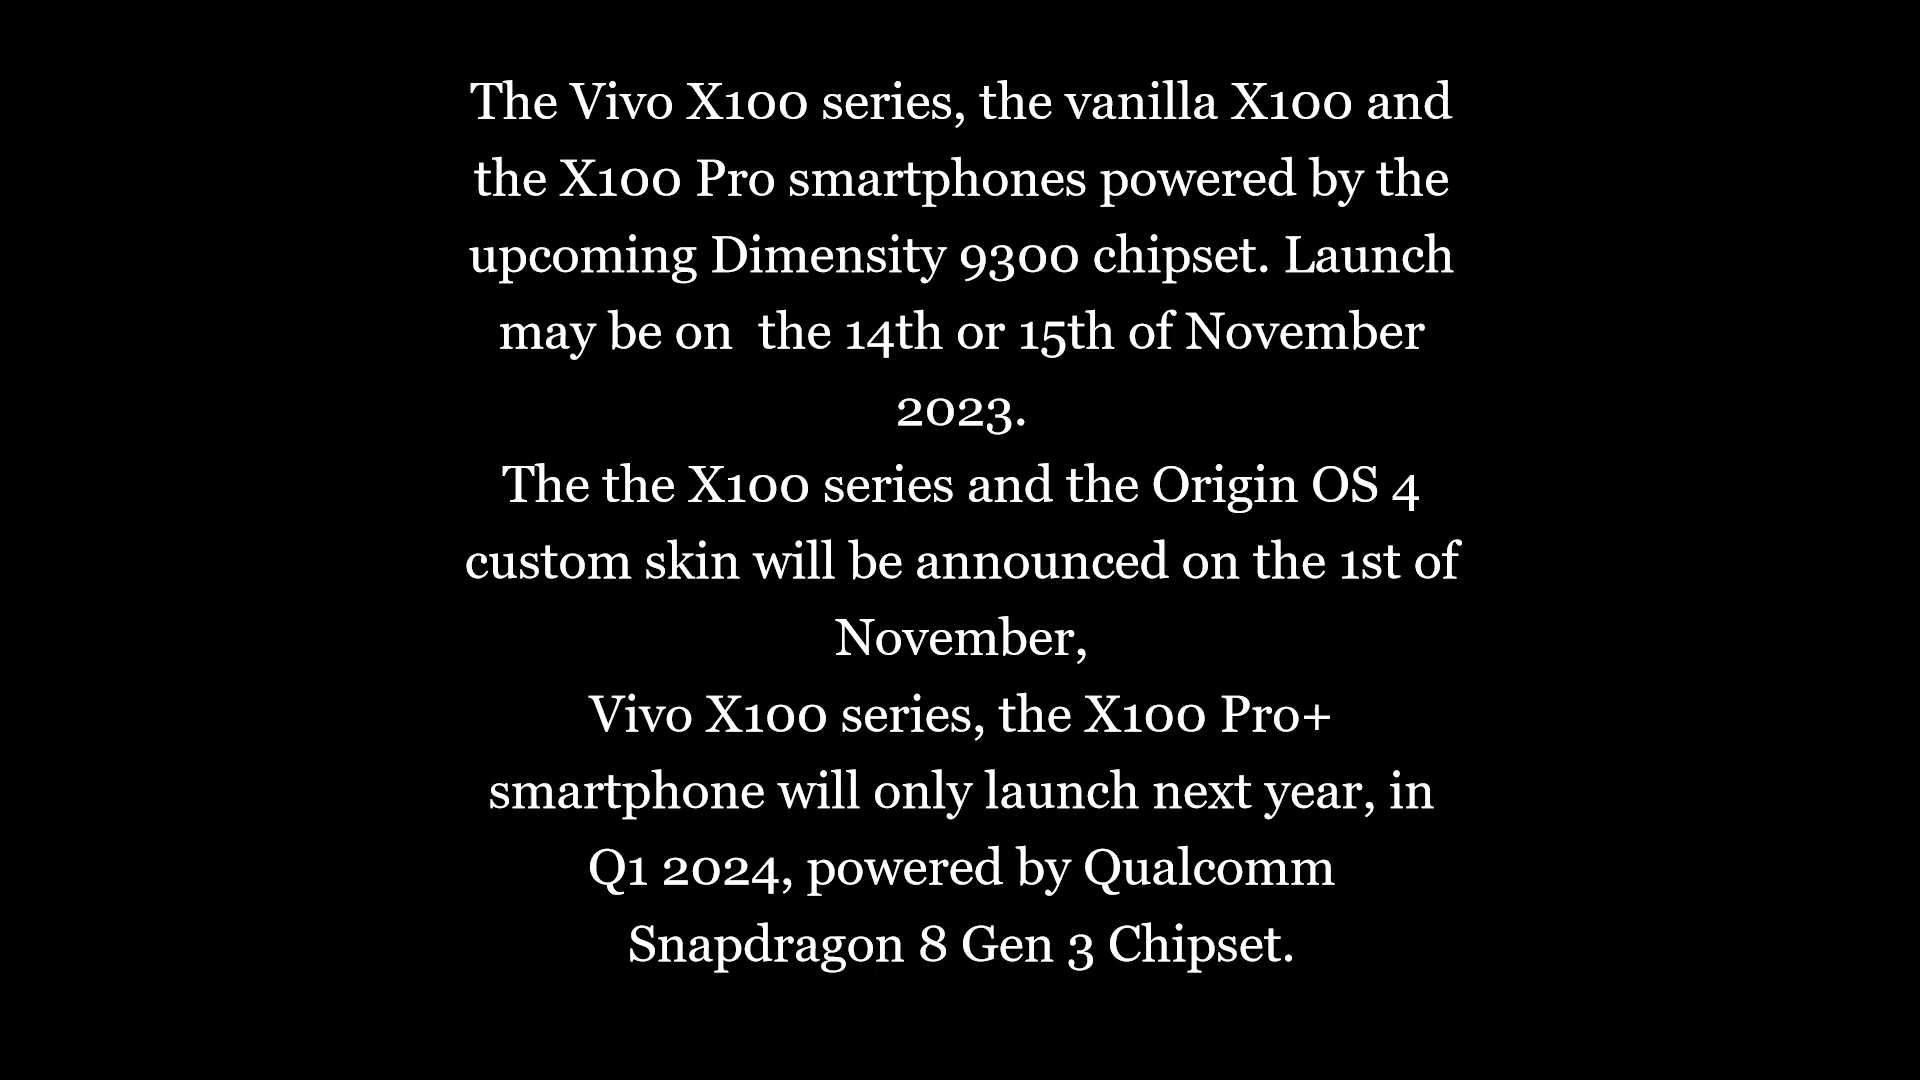 The Vivo X100 series, the vanilla X100 and
the X100 Pro smartphones powered by the
upcoming Dimensity 9300 chipset. Launch
may be on  the 14th or 15th of November
2023.
The the X100 series and the Origin OS 4
custom skin will be announced on the 1st of
November,
Vivo X100 series, the X100 Pro+
smartphone will only launch next year, in
Q1 2024, powered by Qualcomm
Snapdragon 8 Gen 3 Chipset.